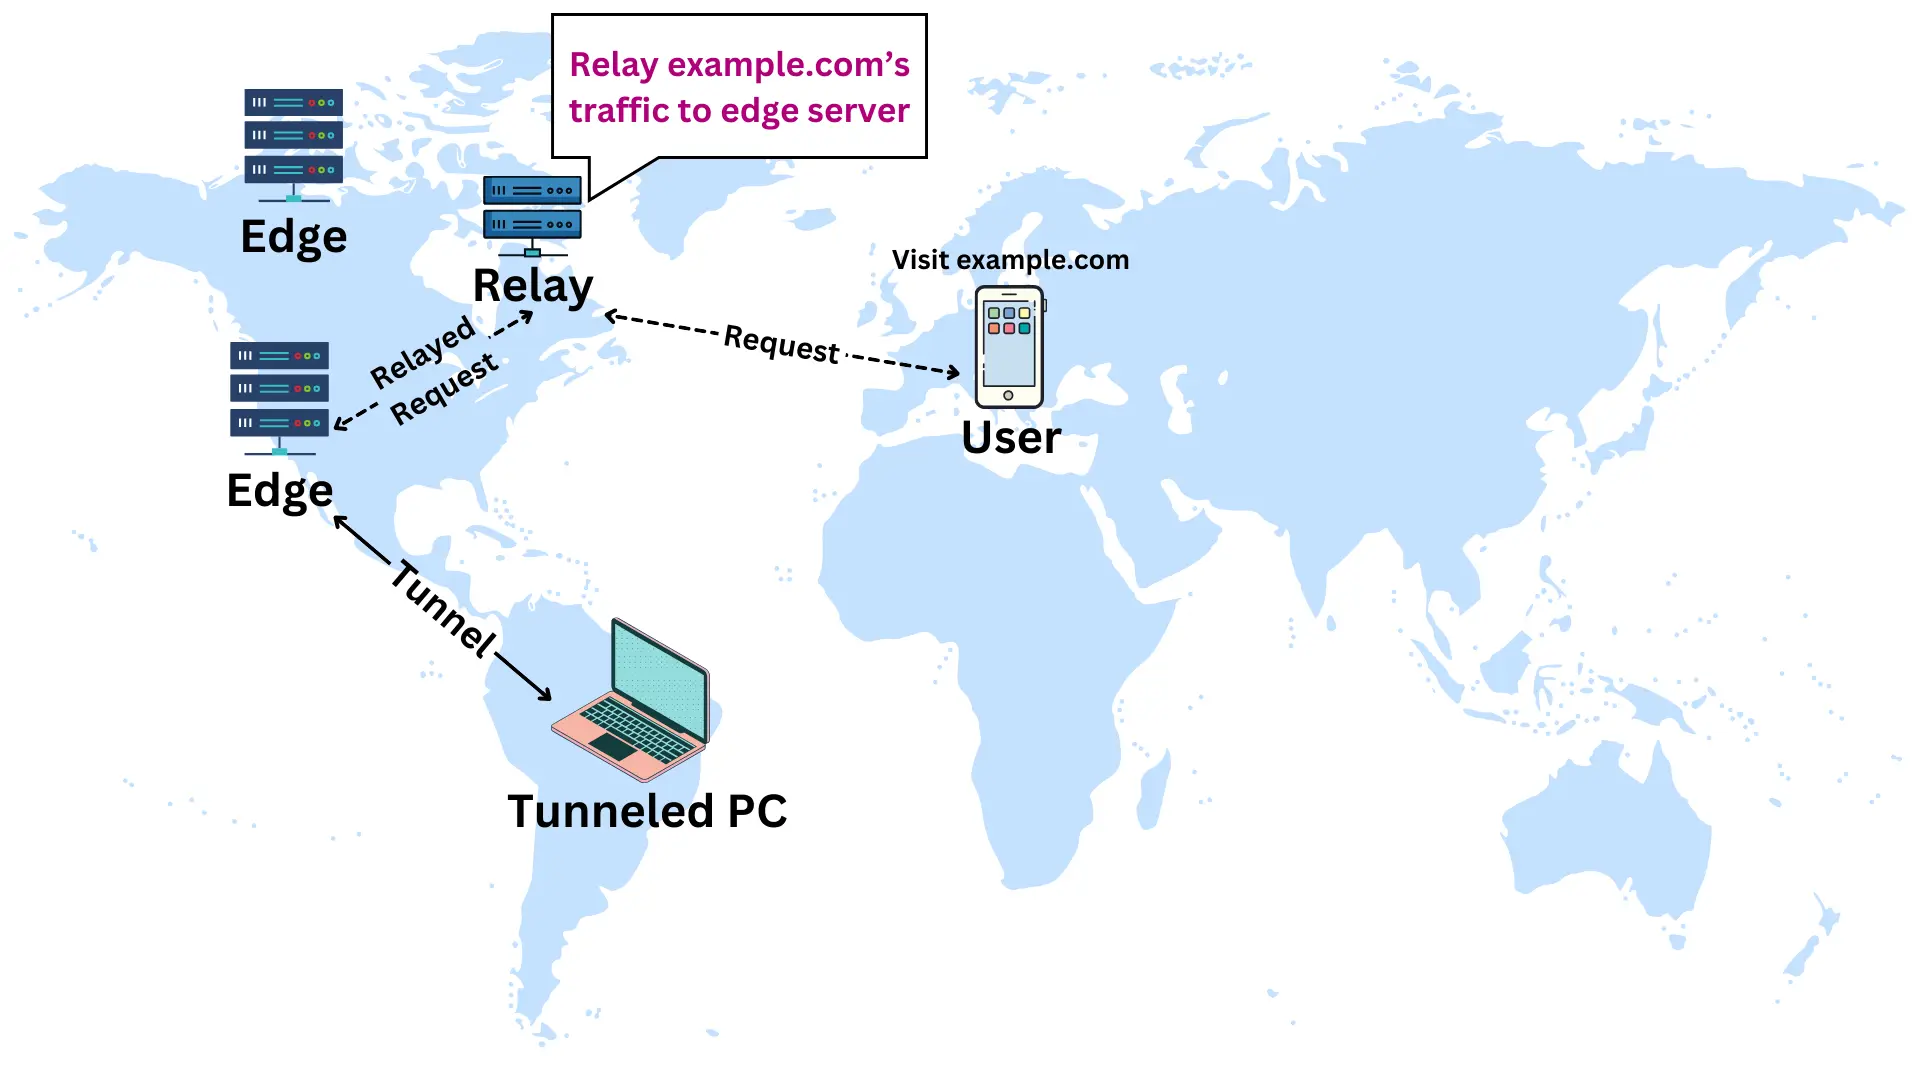 Relay example.com’s
traffic to edge server
Edge
Relay
Visit example.com
Relayed
Request
Request
User
Edge
Tunnel
Tunneled PC